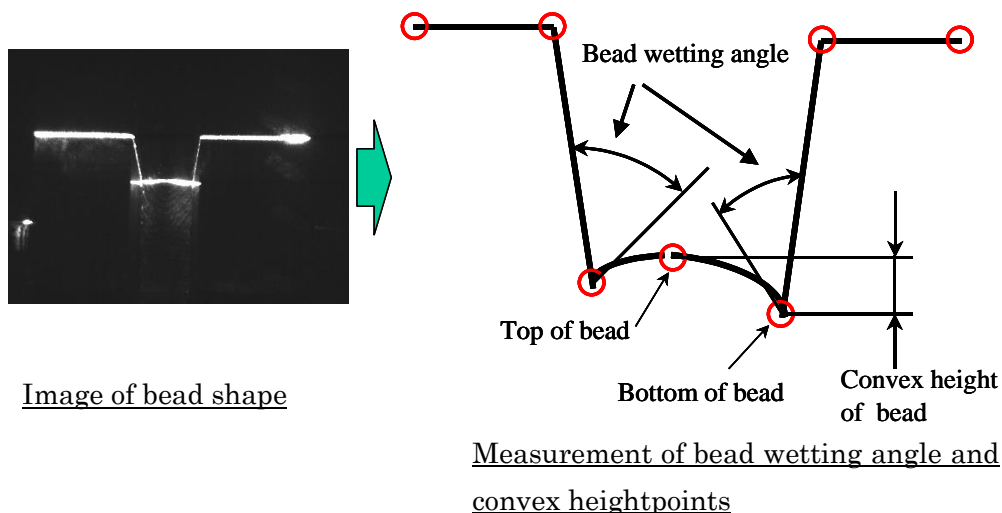 Bead wetting angle
Top of bead
Bottom of bead
Convex height
of bead
Image of bead shape
Measurement of bead wetting angle and
convex heightpoints